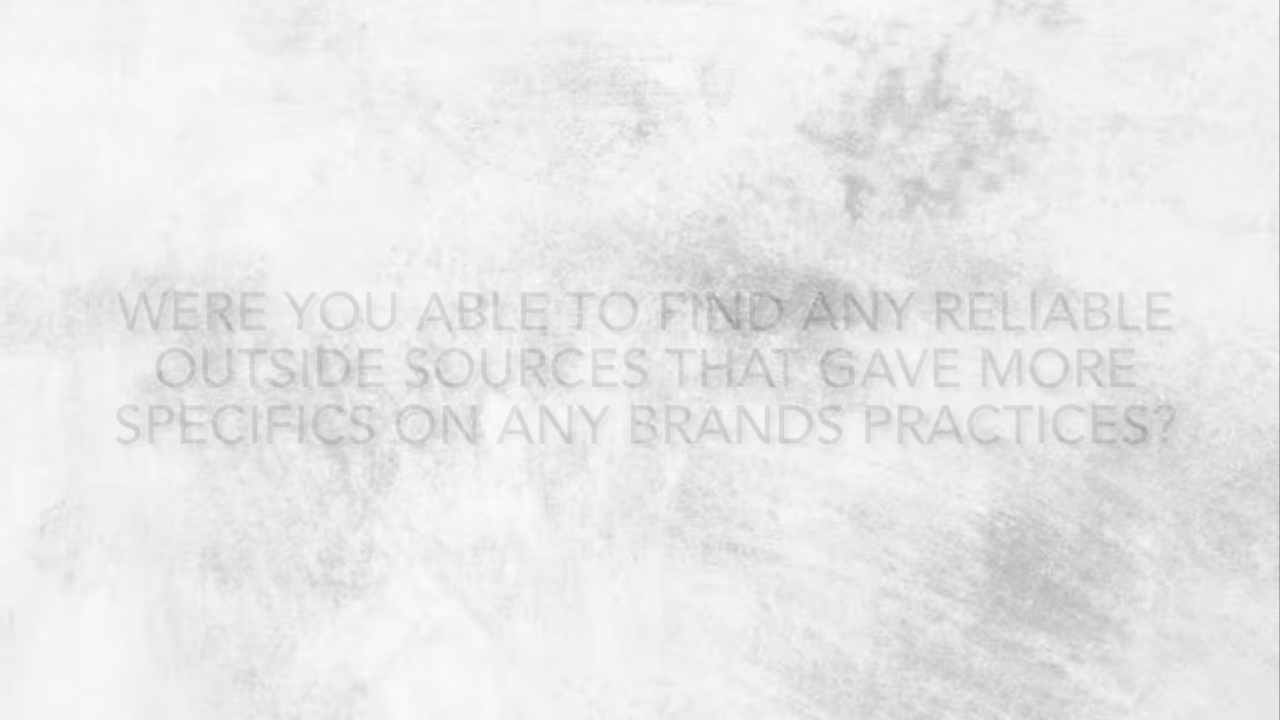 WERE YOU ABLE TO FIND ANY RELIABLE
OUTSIDE SOURCES THAT GAVE MORE
SPECIFICS ON ANY BRANDS PRACTICES?